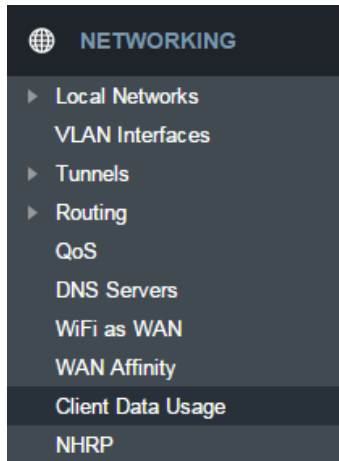 NETWORKING
Local Networks
VLAN Interfaces
Tunnels
Routing
QoS
DNS Servers
WiFi as WAN
WAN Affinity
Client Data Usage
NHRP